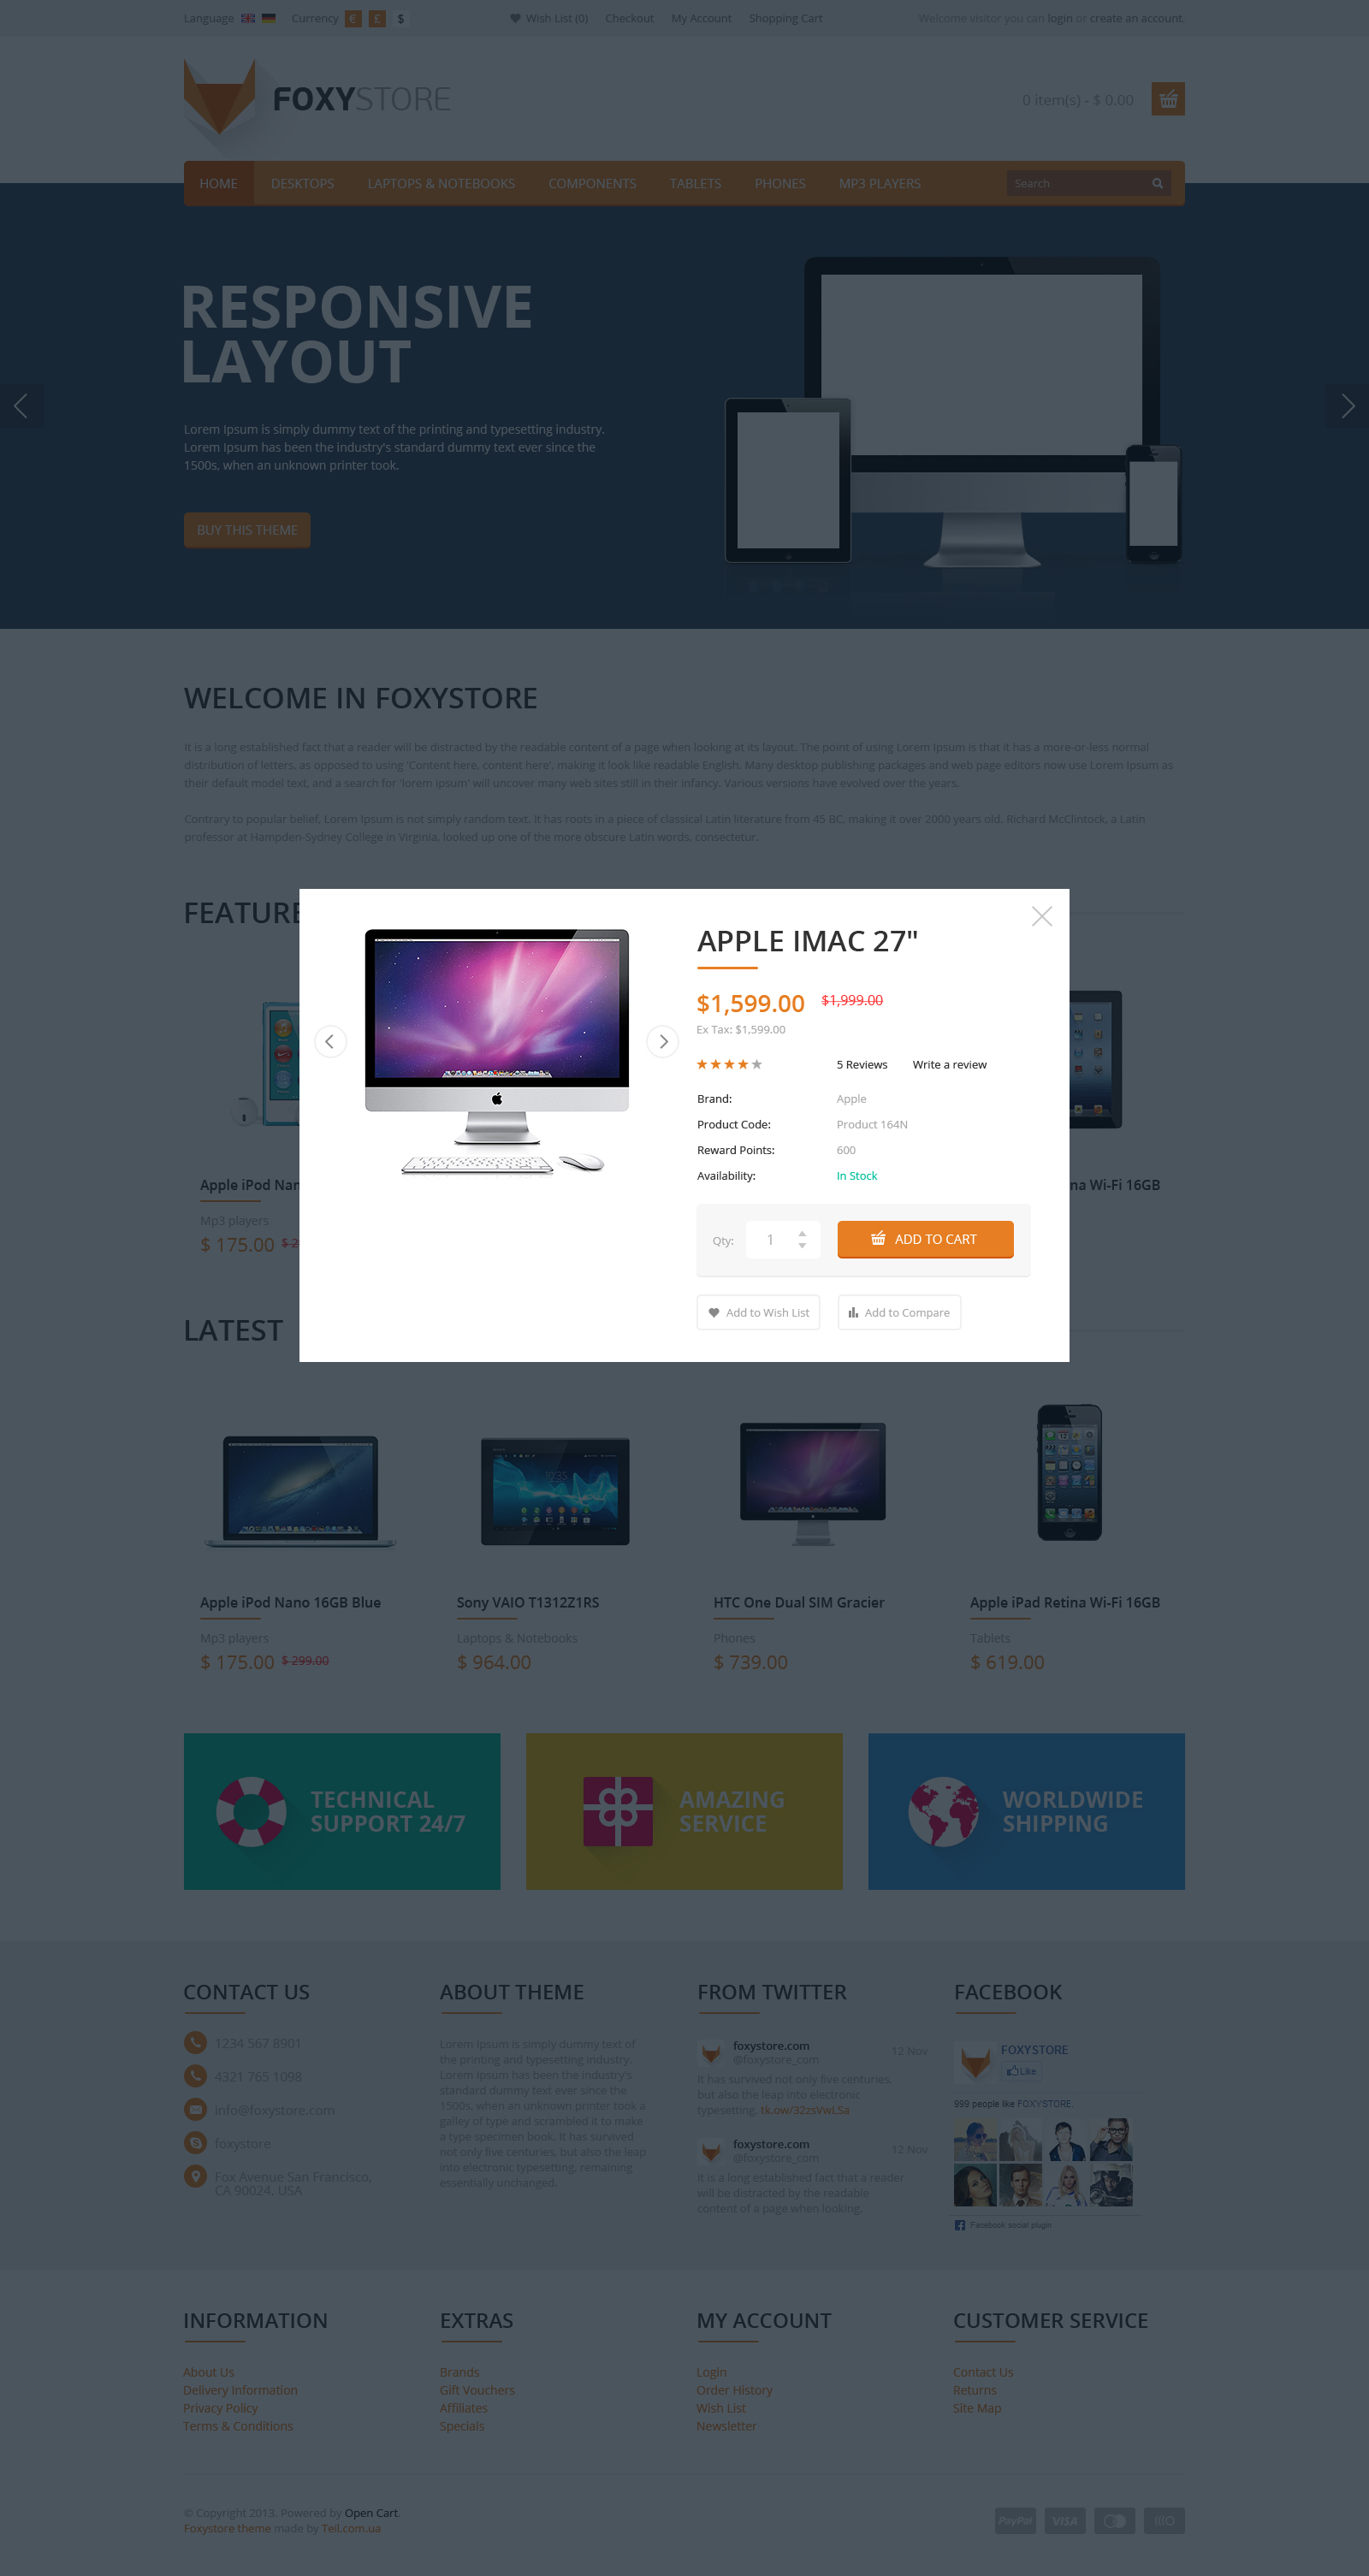 Language Currency € £ $ Wish List (0) Checkout My Account Shopping Cart Welcome visitor you can login or create an account.
FOXYSTORE
0 item(s) - $ 0.00
HOME DESKTOPS LAPTOPS & NOTEBOOKS COMPONENTS TABLETS PHONES MP3 PLAYERS Search
RESPONSIVE
LAYOUT
Lorem Ipsum is simply dummy text of the printing and typesetting industry.
Lorem Ipsum has been the industry's standard dummy text ever since the
1500s, when an unknown printer took.
BUY THIS THEME
WELCOME IN FOXYSTORE
It is a long established fact that a reader will be distracted by the readable content of a page when looking at its layout. The point of using Lorem Ipsum is that it has a more-or-less normal
distribution of letters, as opposed to using 'Content here, content here', making it look like readable English. Many desktop publishing packages and web page editors now use Lorem Ipsum as
their default model text, and a search for 'lorem ipsum' will uncover many web sites still in their infancy. Various versions have evolved over the years.
Contrary to popular belief, Lorem Ipsum is not simply random text. It has roots in a piece of classical Latin literature from 45 BC, making it over 2000 years old. Richard McClintock, a Latin
professor at Hampden-Sydney College in Virginia, looked up one of the more obscure Latin words, consectetur.
FEATURE
APPLE IMAC 27"
$1,599.00 $1,999.00
Ex Tax: $1,599.00
5 Reviews Write a review
Brand: Apple
Product Code: Product 164N
Reward Points: 600
Availability: In Stock
Qty: 1 ADD TO CART
Add to Wish List Add to Compare
Apple iPod Nan
Mp3 players
$ 175.00 $ 2
na Wi-Fi 16GB
LATEST
Apple iPod Nano 16GB Blue
Mp3 players
$ 175.00 $ 299.00
Sony VAIO T1312Z1RS
Laptops & Notebooks
$ 964.00
HTC One Dual SIM Gracier
Phones
$ 739.00
Apple iPad Retina Wi-Fi 16GB
Tablets
$ 619.00
TECHNICAL
SUPPORT 24/7
AMAZING
SERVICE
WORLDWIDE
SHIPPING
CONTACT US
1234 567 8901
4321 765 1098
info@foxystore.com
foxystore
Fox Avenue San Francisco,
CA 90024, USA
ABOUT THEME
Lorem Ipsum is simply dummy text of
the printing and typesetting industry.
Lorem Ipsum has been the industry's
standard dummy text ever since the
1500s, when an unknown printer took a
galley of type and scrambled it to make
a type specimen book. It has survived
not only five centuries, but also the leap
into electronic typesetting, remaining
essentially unchanged.
FROM TWITTER
foxystore.com
@foxystore_com 12 Nov
It has survived not only five centuries,
but also the leap into electronic
typesetting. tk.ow/32zsVwLSa
foxystore.com
@foxystore_com 12 Nov
It is a long established fact that a reader
will be distracted by the readable
content of a page when looking.
FACEBOOK
FOXYSTORE
Like
999 people like FOXYSTORE.
Facebook social plugin
INFORMATION
About Us
Delivery Information
Privacy Policy
Terms & Conditions
EXTRAS
Brands
Gift Vouchers
Affiliates
Specials
MY ACCOUNT
Login
Order History
Wish List
Newsletter
CUSTOMER SERVICE
Contact Us
Returns
Site Map
© Copyright 2013. Powered by Open Cart.
Foxystore theme made by Teil.com.ua
PayPal VISA